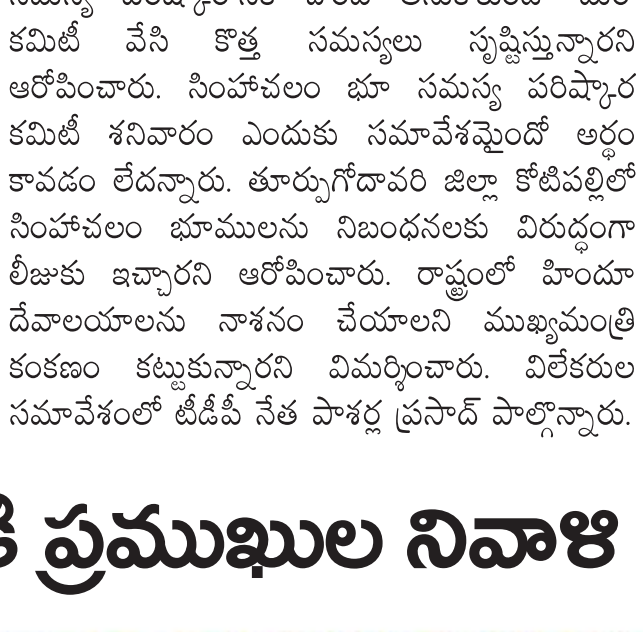 కమిటీ వేసి కొత్త సమస్యలు సృష్టిస్తున్నారని
ఆరోపించారు. సింహాచలం భూ సమస్య పరిష్కార
కమిటీ శనివారం ఎందుకు సమావేశమైందో అర్థం
కావడం లేదన్నారు. తూర్పుగోదావరి జిల్లా కోటిపల్లిలో
సింహాచలం భూములను నిబంధనలకు విరుద్ధంగా
లీజుకు ఇచ్చారని ఆరోపించారు. రాష్ట్రంలో హిందూ
దేవాలయాలను నాశనం చేయాలని ముఖ్యమంత్రి
కంకణం కట్టుకున్నారని విమర్శించారు. విలేకరుల
సమావేశంలో టీడీపీ నేత పాశర్ల ప్రసాద్ పాల్గొన్నారు.
ప్రముఖుల నివాళి